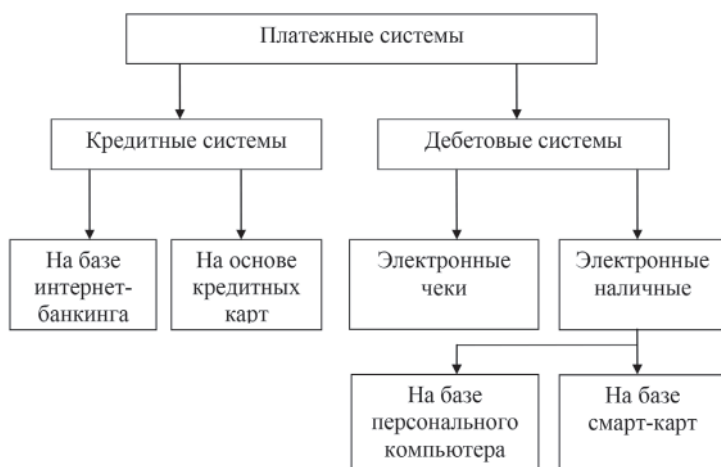 Платежные системы
Кредитные системы
Дебетовые системы
На базе
интернет-
банкинга
На основе
кредитных
карт
Электронные
чеки
Электронные
наличные
На базе
персонального
компьютера
На базе
смарт-карт